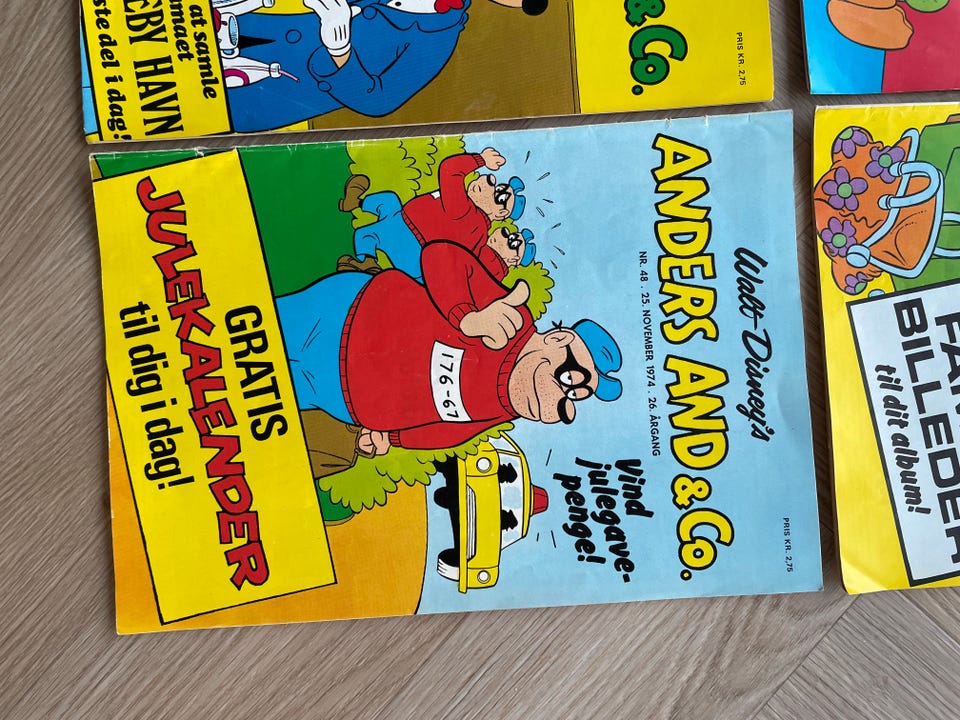 Walt Disney's
ANDERS AND & Co.
NR. 48 . 25. NOVEMBER 1974 . 26. ÅRGANG
PRIS KR. 2,75
Vind
julegave-
penge!
176-67
GRATIS
JULEKALENDER
til dig i dag!
& Co.
PRIS KR. 2,75
at samle
EBY HAVN
ste del i dag!
BILLEDER
til dit album!